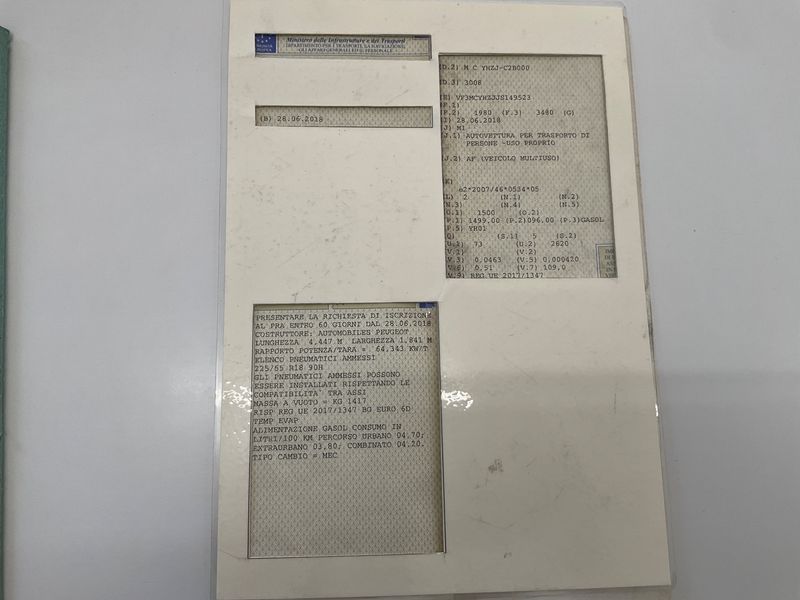 Ministero delle Infrastrutture e dei Trasporti
DIPARTIMENTO PER I TRASPORTI, LA NAVIGAZIONE,
GLI AFFARI GENERALI ED IL PERSONALE
(B) 28.06.2018
(D.2) M C YHZJ-C2B000
(D.3) 3008
(E) VF3MCYHZJJS149523
(F.1)
(F.2) 1980 (F.3) 3480 (G)
(I) 28.06.2018
(J) M1
(J.1) AUTOVETTURA PER TRASPORTO DI
PERSONE -USO PROPRIO
(J.2) AF (VEICOLO MULTIUSO)
(K)
e2*2007/46*0534*05
(L) 2 (N.1) (N.2)
(N.3) (N.4) (N.5)
(O.1) 1500 (O.2)
(P.1) 1499.00 (P.2)096.00 (P.3)GASOL
(P.5) YH01
(Q) (S.1) 5 (S.2)
(U.1) 73 (U.2) 2620
(V.1) (V.2)
(V.3) 0,0463 (V.5) 0,000420
(V.6) 0,51 (V.7) 109,0
(V.9) REG UE 2017/1347
PRESENTARE LA RICHIESTA DI ISCRIZIONE
AL PRA ENTRO 60 GIORNI DAL 28.06.2018
COSTRUTTORE: AUTOMOBILES PEUGEOT
LUNGHEZZA 4,447 M LARGHEZZA 1,841 M
RAPPORTO POTENZA/TARA = 64,343 KW/T
ELENCO PNEUMATICI AMMESSI
225/55 R18 98H
GLI PNEUMATICI AMMESSI POSSONO
ESSERE INSTALLATI RISPETTANDO LE
COMPATIBILITA' TRA ASSI
MASSA A VUOTO = KG 1417
RISP REG UE 2017/1347 BG EURO 6D
TEMP EVAP
ALIMENTAZIONE GASOL CONSUMO IN
LITRI/100 KM PERCORSO URBANO 04,70;
EXTRAURBANO 03,80; COMBINATO 04,20.
TIPO CAMBIO = MEC